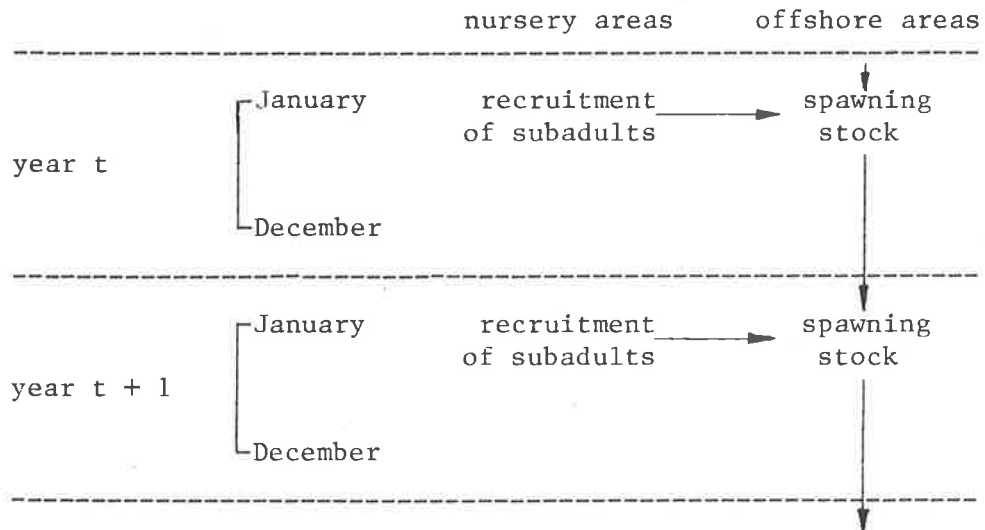 nursery areas offshore areas
January recruitment spawning
of subadults stock
year t
December
January recruitment spawning
of subadults stock
year t + 1
December